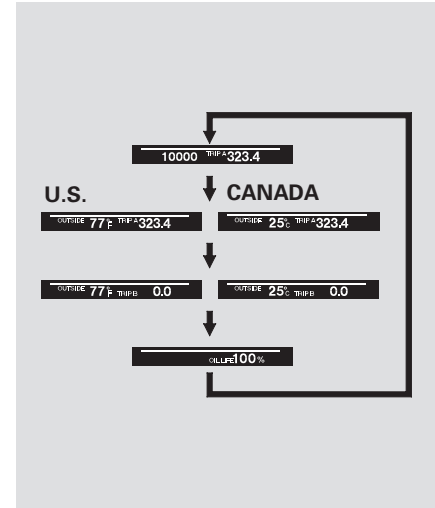 10000 TRIP A 323.4
U.S.
CANADA
OUTSIDE 77°F TRIP A 323.4
OUTSIDE 25°C TRIP A 323.4
OUTSIDE 77°F TRIP B 0.0
OUTSIDE 25°C TRIP B 0.0
OIL LIFE 100%